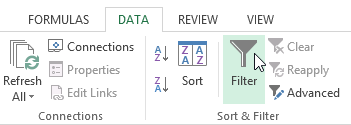 FORMULAS DATA REVIEW VIEW
Refresh
All
Connections
Properties
Edit Links
Connections
A
Z
Z
A
Z A
A Z
Sort
Filter
Clear
Reapply
Advanced
Sort & Filter